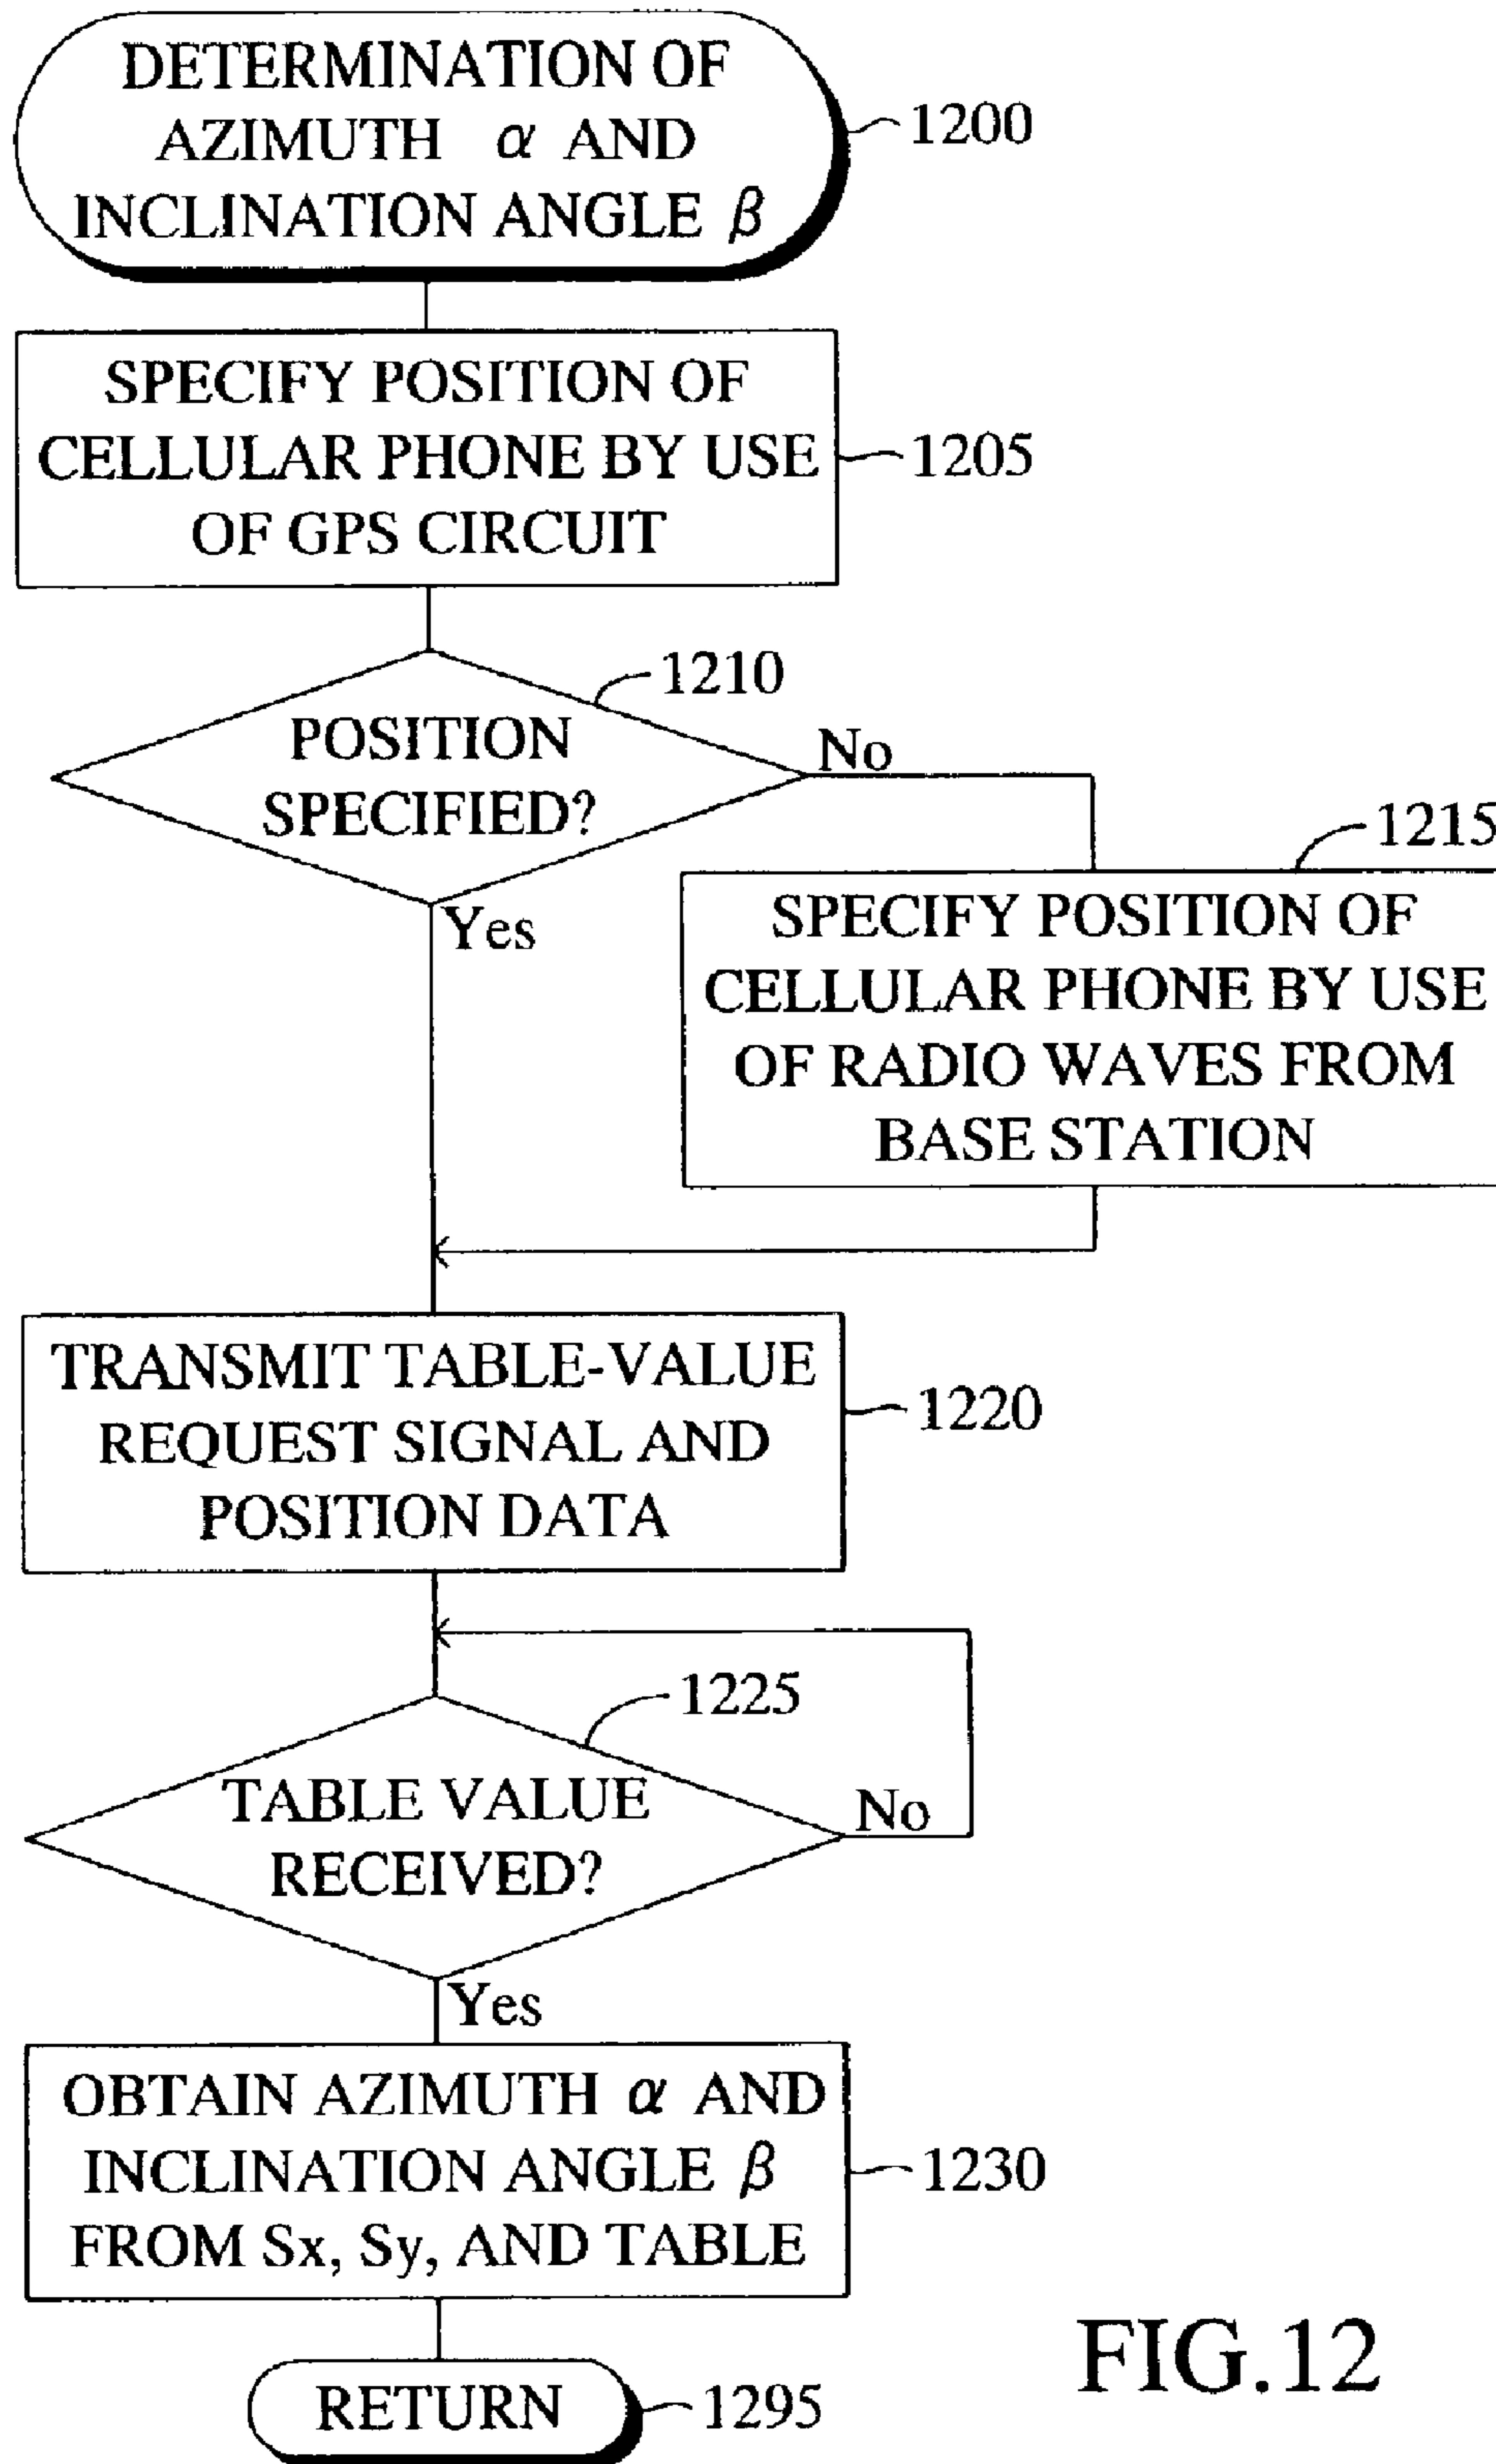 DETERMINATION OF
AZIMUTH α AND
INCLINATION ANGLE β
1200
SPECIFY POSITION OF
CELLULAR PHONE BY USE
OF GPS CIRCUIT
1205
1210
POSITION
SPECIFIED?
No
Yes
1215
SPECIFY POSITION OF
CELLULAR PHONE BY USE
OF RADIO WAVES FROM
BASE STATION
TRANSMIT TABLE-VALUE
REQUEST SIGNAL AND
POSITION DATA
1220
1225
TABLE VALUE
RECEIVED?
No
Yes
OBTAIN AZIMUTH α AND
INCLINATION ANGLE β
FROM Sx, Sy, AND TABLE
1230
RETURN
1295
FIG.12